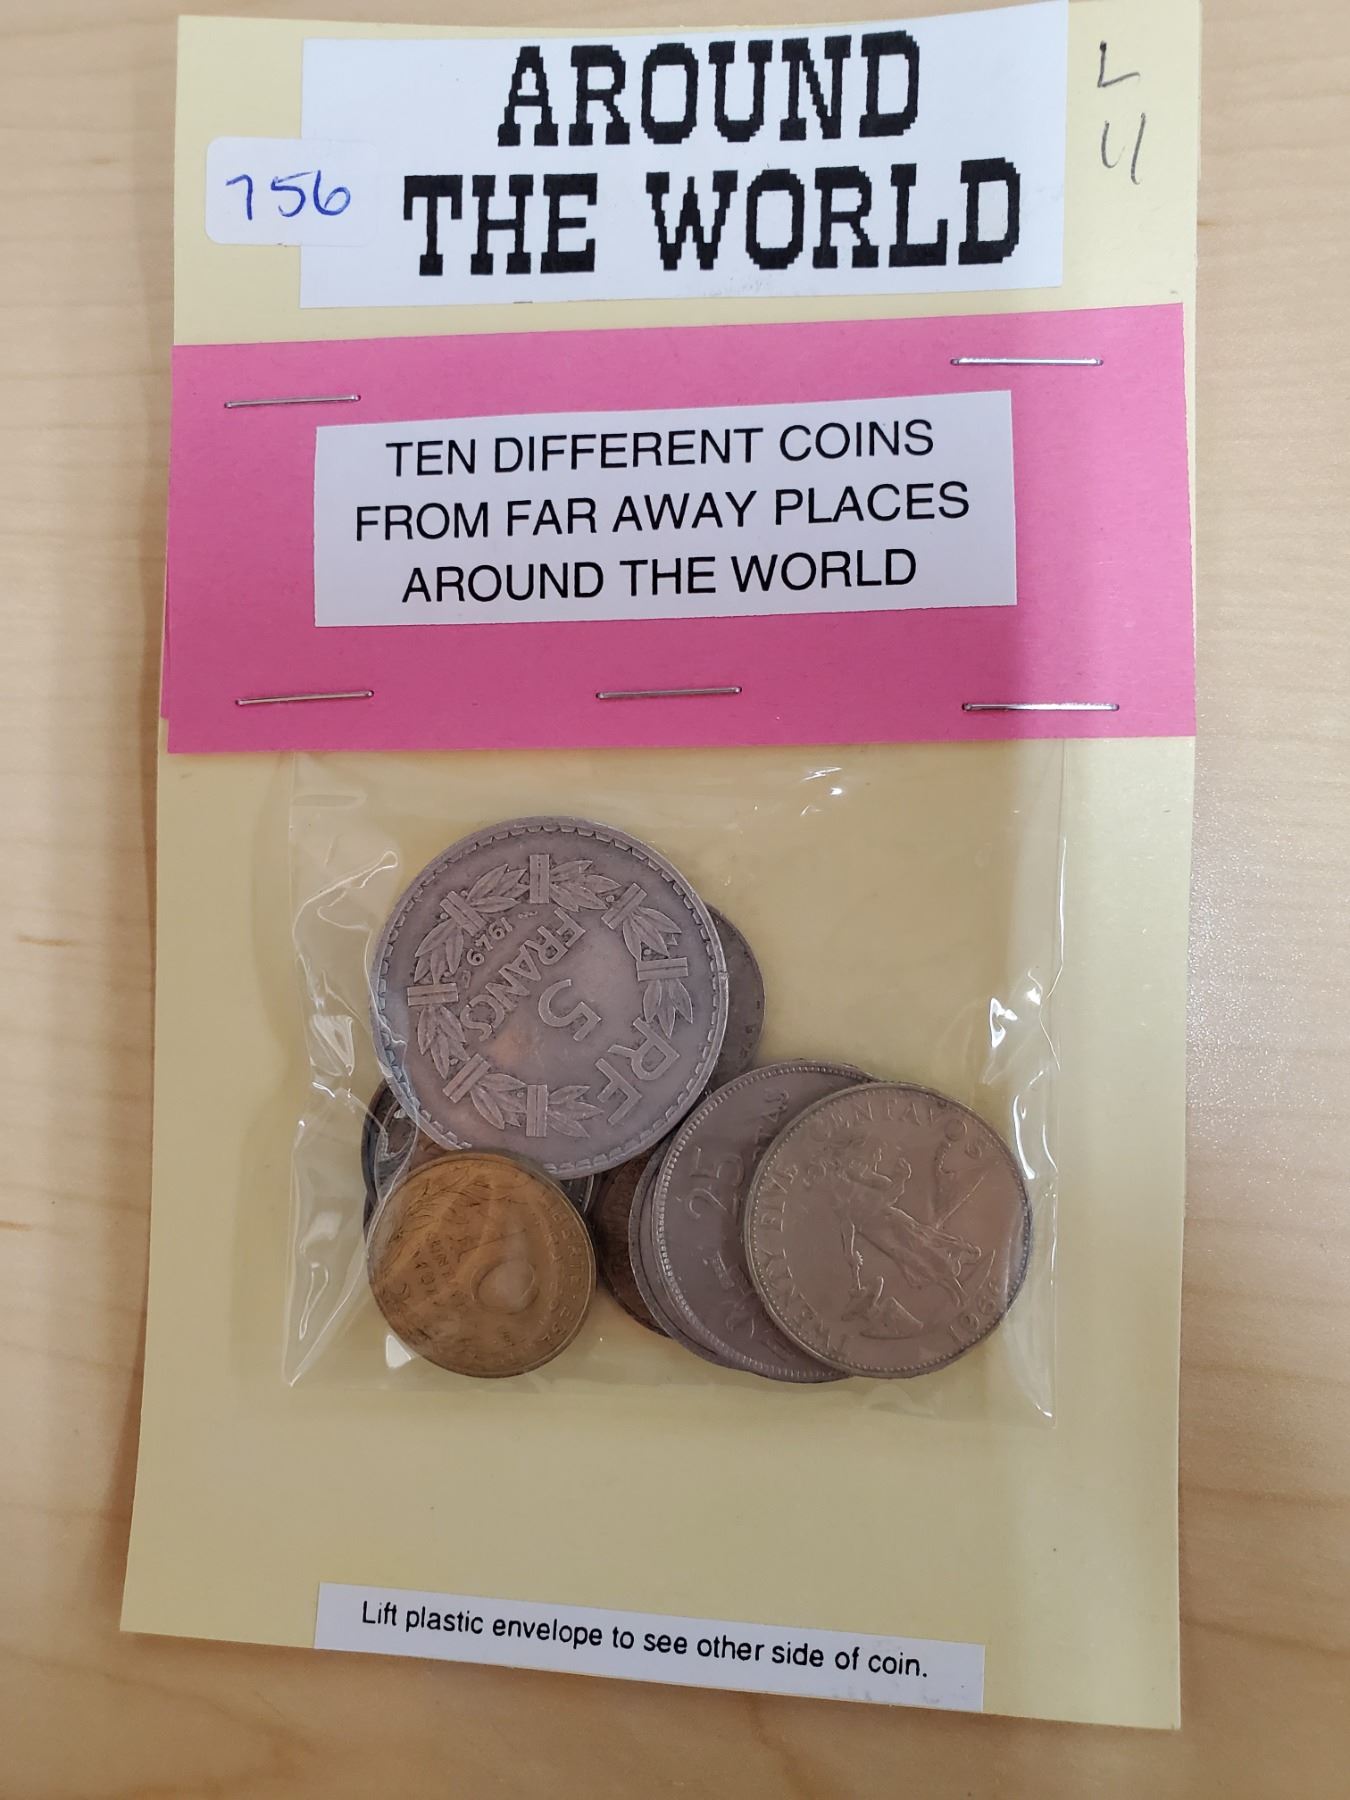 AROUND
THE WORLD
L
4
756
TEN DIFFERENT COINS
FROM FAR AWAY PLACES
AROUND THE WORLD
RF
5
FRANCS
1949
25
TWENTY FIVE CENTAVOS
Lift plastic envelope to see other side of coin.